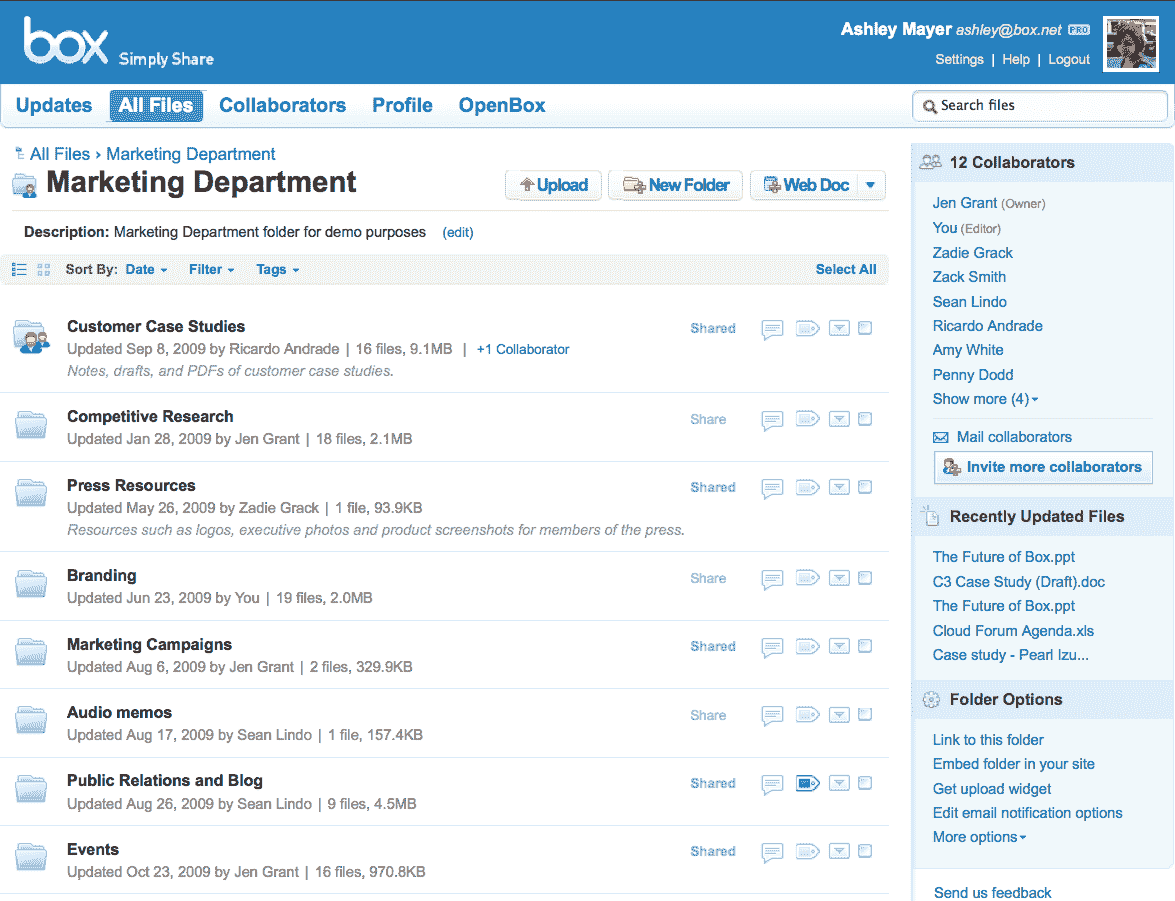 box Simply Share
Ashley Mayer ashley@box.net PRO
Settings | Help | Logout
Updates All Files Collaborators Profile OpenBox
Search files
All Files › Marketing Department
Marketing Department
Upload New Folder Web Doc
Description: Marketing Department folder for demo purposes (edit)
Sort By: Date Filter Tags Select All
Customer Case Studies Shared
Updated Sep 8, 2009 by Ricardo Andrade | 16 files, 9.1MB | +1 Collaborator
Notes, drafts, and PDFs of customer case studies.
Competitive Research Share
Updated Jan 28, 2009 by Jen Grant | 18 files, 2.1MB
Press Resources Shared
Updated May 26, 2009 by Zadie Grack | 1 file, 93.9KB
Resources such as logos, executive photos and product screenshots for members of the press.
Branding Share
Updated Jun 23, 2009 by You | 19 files, 2.0MB
Marketing Campaigns Shared
Updated Aug 6, 2009 by Jen Grant | 2 files, 329.9KB
Audio memos Share
Updated Aug 17, 2009 by Sean Lindo | 1 file, 157.4KB
Public Relations and Blog Shared
Updated Aug 26, 2009 by Sean Lindo | 9 files, 4.5MB
Events Shared
Updated Oct 23, 2009 by Jen Grant | 16 files, 970.8KB
12 Collaborators
Jen Grant (Owner)
You (Editor)
Zadie Grack
Zack Smith
Sean Lindo
Ricardo Andrade
Amy White
Penny Dodd
Show more (4)
Mail collaborators
Invite more collaborators
Recently Updated Files
The Future of Box.ppt
C3 Case Study (Draft).doc
The Future of Box.ppt
Cloud Forum Agenda.xls
Case study - Pearl Izu...
Folder Options
Link to this folder
Embed folder in your site
Get upload widget
Edit email notification options
More options
Send us feedback